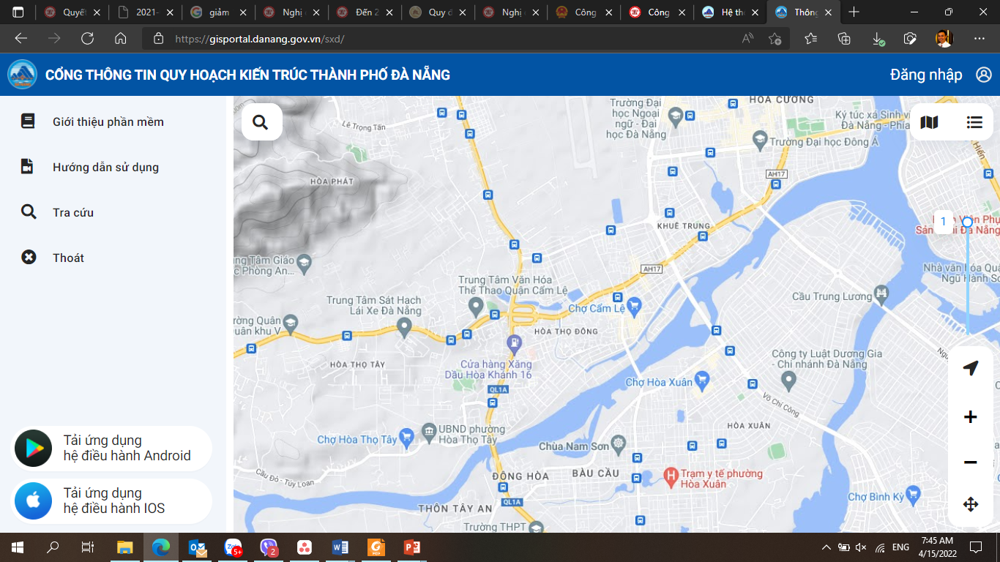 Quyết
2021-
giảm
Nghị
Đến 2
Quy đ
Nghị
Công
Công
Hệ th
Thông
https://gisportal.danang.gov.vn/sxd/
CỔNG THÔNG TIN QUY HOẠCH KIẾN TRÚC THÀNH PHỐ ĐÀ NẴNG
Đăng nhập
Giới thiệu phần mềm
Hướng dẫn sử dụng
Tra cứu
Thoát
Tải ứng dụng
hệ điều hành Android
Tải ứng dụng
hệ điều hành IOS
Trường Đại
học Ngoại
ngữ - Đại
học Đà Nẵng
HÒA CƯỜNG
Ký túc xá Sinh vi
Đà Nẵng - Phía
Lê Trọng Tấn
Trường Đại học Đông Á
Hiến
AH17
HÒA PHÁT
1
Viện Phụ
Sản
Đà Nẵng
KHUÊ TRUNG
ng Tâm Giáo
c Phòng An...
AH17
Nhà văn hóa Quậ
Ngũ Hành Sơ
Trung Tâm Văn Hóa
Thể Thao Quận Cẩm Lệ
Trung Tâm Sát Hạch
Lái Xe Đà Nẵng
Chợ Cẩm Lệ
Cầu Trung Lương
ường Quân
uân khu V
HÒA THỌ ĐÔNG
HÒA THỌ TÂY
Cửa hàng Xăng
Dầu Hòa Khánh 16
Công ty Luật Dương Gia
- Chi nhánh Đà Nẵng
Chợ Hòa Xuân
QL1A
Võ Chí Công
UBND phường
Hòa Thọ Tây
HÒA XUÂN
Chợ Hòa Thọ Tây
Chùa Nam Sơn
Cầu Đỏ - Túy Loan
ĐÔNG HÒA
BÀU CẦU
Trạm y tế phường
Hòa Xuân
QL1A
THÔN TÂY AN
Chợ Bình Kỳ
Trường THPT
5+
2
PDF
ENG
7:45 AM
4/15/2022